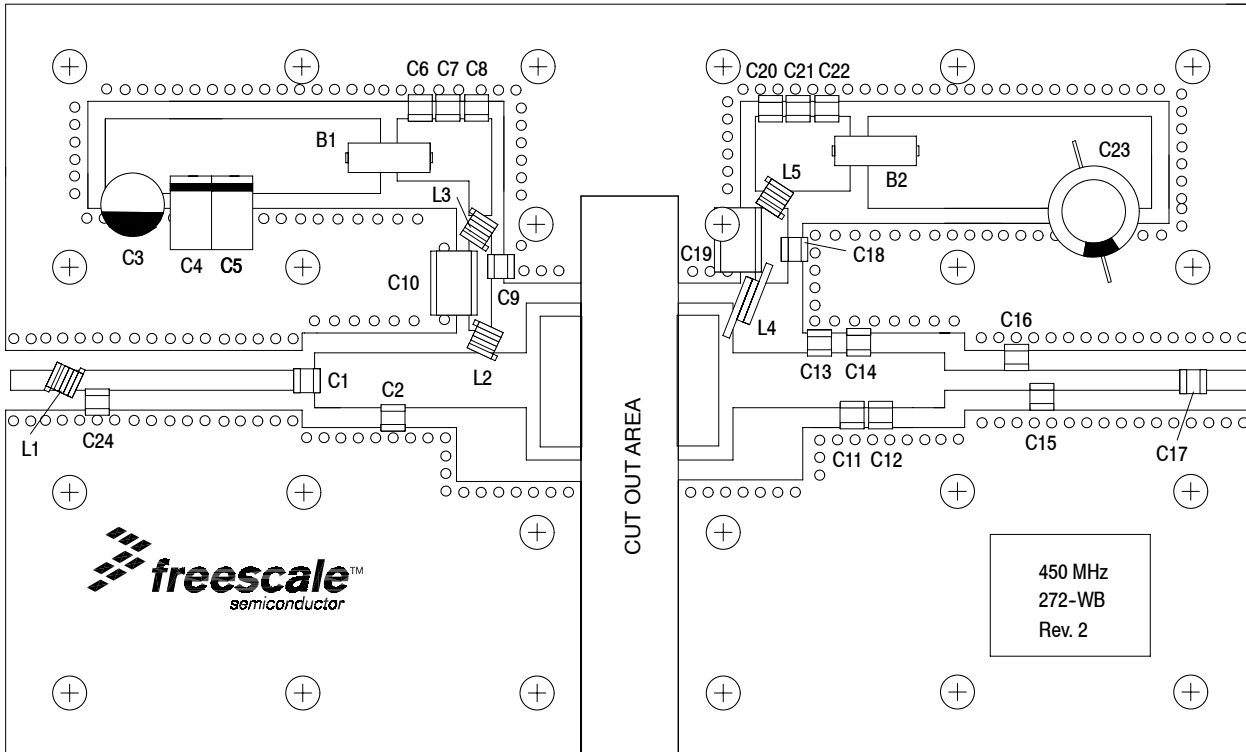 C6 C7 C8
C20 C21 C22
B1
B2
C23
L3
L5
C3
C4
C5
C10
C9
C19
C18
L4
L2
C16
C13
C14
C1
C2
L1
C24
C11
C12
C15
C17
CUT OUT AREA
freescale™
semiconductor
450 MHz
272-WB
Rev. 2